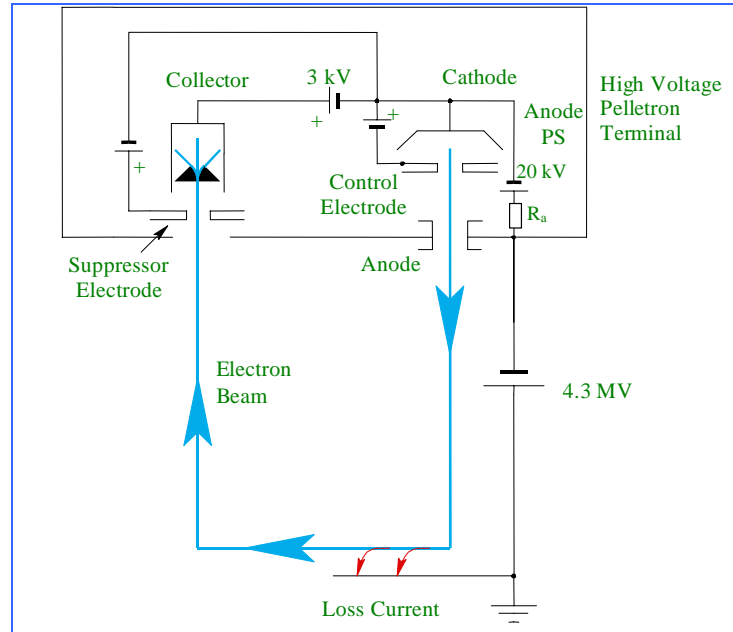 3 kV
Collector
Cathode
High Voltage
Pelletron
Terminal
Anode
PS
+
+
+
20 kV
Control
Electrode
Ra
Suppressor
Electrode
Anode
Electron
Beam
4.3 MV
Loss Current